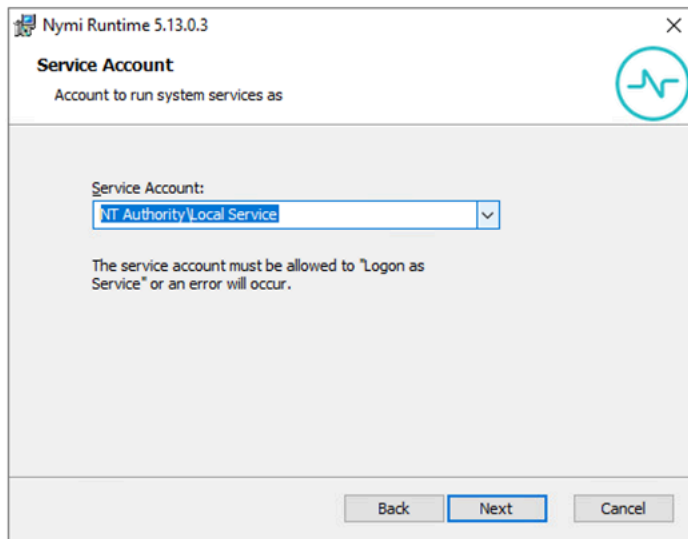 Nymi Runtime 5.13.0.3
Service Account
Account to run system services as
Service Account:
NT Authority\Local Service
The service account must be allowed to "Logon as
Service" or an error will occur.
Back Next Cancel